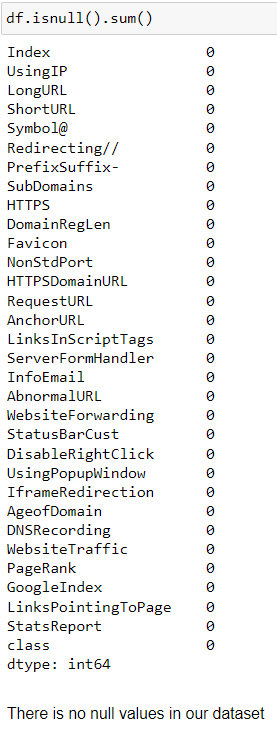 df.isnull().sum()
Index 0
UsingIP 0
LongURL 0
ShortURL 0
Symbol@ 0
Redirecting// 0
PrefixSuffix- 0
SubDomains 0
HTTPS 0
DomainRegLen 0
Favicon 0
NonStdPort 0
HTTPSDomainURL 0
RequestURL 0
AnchorURL 0
LinksInScriptTags 0
ServerFormHandler 0
InfoEmail 0
AbnormalURL 0
WebsiteForwarding 0
StatusBarCust 0
DisableRightClick 0
UsingPopupWindow 0
IframeRedirection 0
AgeofDomain 0
DNSRecording 0
WebsiteTraffic 0
PageRank 0
GoogleIndex 0
LinksPointingToPage 0
StatsReport 0
class 0
dtype: int64
There is no null values in our dataset